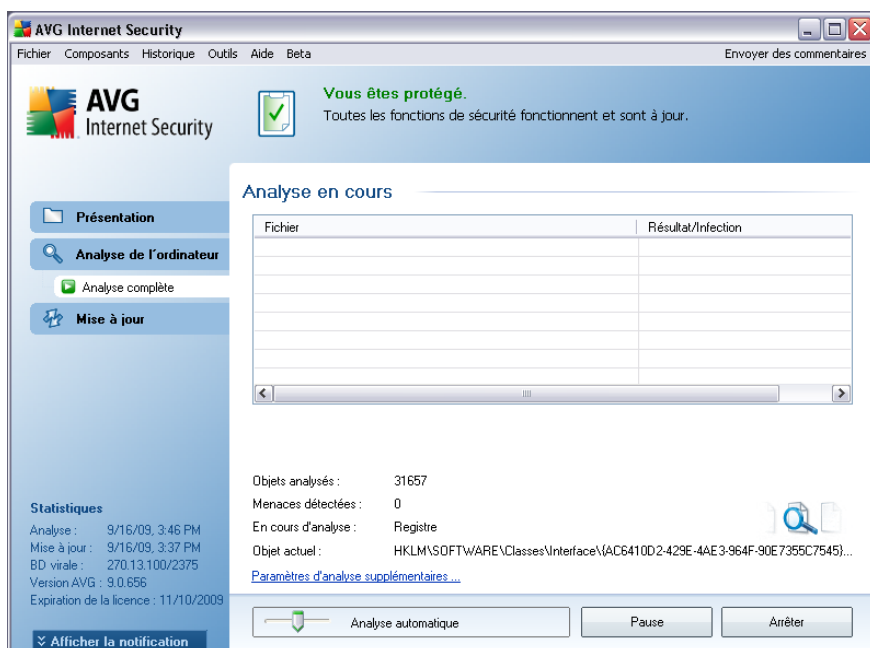 AVG Internet Security
Fichier Composants Historique Outils Aide Beta Envoyer des commentaires
AVG
Internet Security
Vous êtes protégé.
Toutes les fonctions de sécurité fonctionnent et sont à jour.
Présentation
Analyse de l'ordinateur
Analyse complète
Mise à jour
Analyse en cours
Fichier Résultat/Infection
Objets analysés : 31657
Menaces détectées : 0
En cours d'analyse : Registre
Objet actuel : HKLM\SOFTWARE\Classes\Interface\{AC6410D2-429E-4AE3-964F-90E7355C7545}...
Paramètres d'analyse supplémentaires ...
Statistiques
Analyse : 9/16/09, 3:46 PM
Mise à jour : 9/16/09, 3:37 PM
BD virale : 270.13.100/2375
Version AVG : 9.0.656
Expiration de la licence : 11/10/2009
Afficher la notification
Analyse automatique
Pause
Arrêter